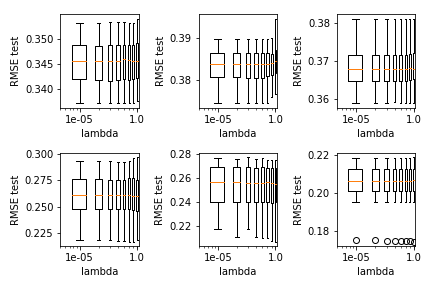 RMSE test
0.350
0.345
0.340
1e-05
1.0
lambda
RMSE test
0.39
0.38
1e-05
1.0
lambda
RMSE test
0.38
0.37
0.36
1e-05
1.0
lambda
RMSE test
0.300
0.275
0.250
0.225
1e-05
1.0
lambda
RMSE test
0.28
0.26
0.24
0.22
1e-05
1.0
lambda
RMSE test
0.22
0.20
0.18
1e-05
1.0
lambda